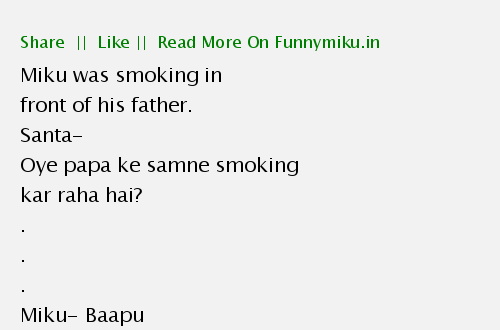 Share || Like || Read More On Funnymiku.in
Miku was smoking in
front of his father.
Santa–
Oye papa ke samne smoking
kar raha hai?
.
.
.
Miku– Baapu